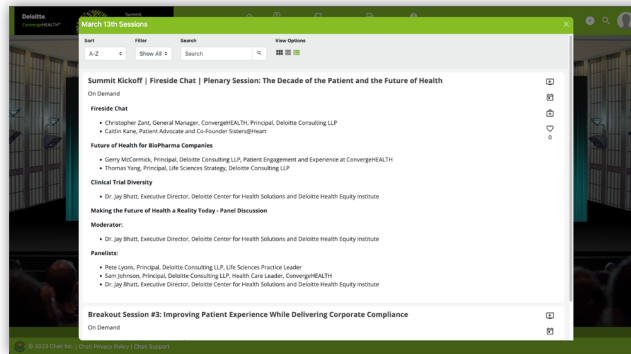 Deloitte.
ConvergeHEALTH™
Summit
March 13th Sessions
×
Sort
Filter
Search
View Options
A-Z
Show All
Search
Summit Kickoff | Fireside Chat | Plenary Session: The Decade of the Patient and the Future of Health
On Demand
0
Fireside Chat
• Christopher Zant, General Manager, ConvergeHEALTH, Principal, Deloitte Consulting LLP
• Caitlin Kane, Patient Advocate and Co-Founder Sisters@Heart
Future of Health for BioPharma Companies
• Gerry McCormick, Principal, Deloitte Consulting LLP, Patient Engagement and Experience at ConvergeHEALTH
• Thomas Yang, Principal, Life Sciences Strategy, Deloitte Consulting LLP
Clinical Trial Diversity
• Dr. Jay Bhatt, Executive Director, Deloitte Center for Health Solutions and Deloitte Health Equity Institute
Making the Future of Health a Reality Today - Panel Discussion
Moderator:
• Dr. Jay Bhatt, Executive Director, Deloitte Center for Health Solutions and Deloitte Health Equity Institute
Panelists:
• Pete Lyons, Principal, Deloitte Consulting LLP, Life Sciences Practice Leader
• Sam Johnson, Principal, Deloitte Consulting LLP, Health Care Leader, ConvergeHEALTH
• Dr. Jay Bhatt, Executive Director, Deloitte Center for Health Solutions and Deloitte Health Equity Institute
Breakout Session #3: Improving Patient Experience While Delivering Corporate Compliance
On Demand
© 2023 Chati Inc. | Chati Privacy Policy | Chati Support